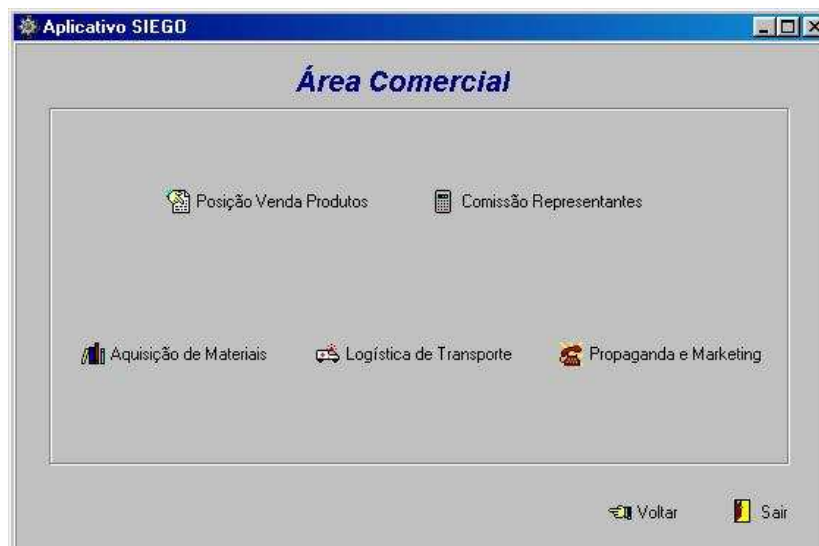 Aplicativo SIEGO
Área Comercial
Posição Venda Produtos
Comissão Representantes
Aquisição de Materiais
Logística de Transporte
Propaganda e Marketing
Voltar
Sair